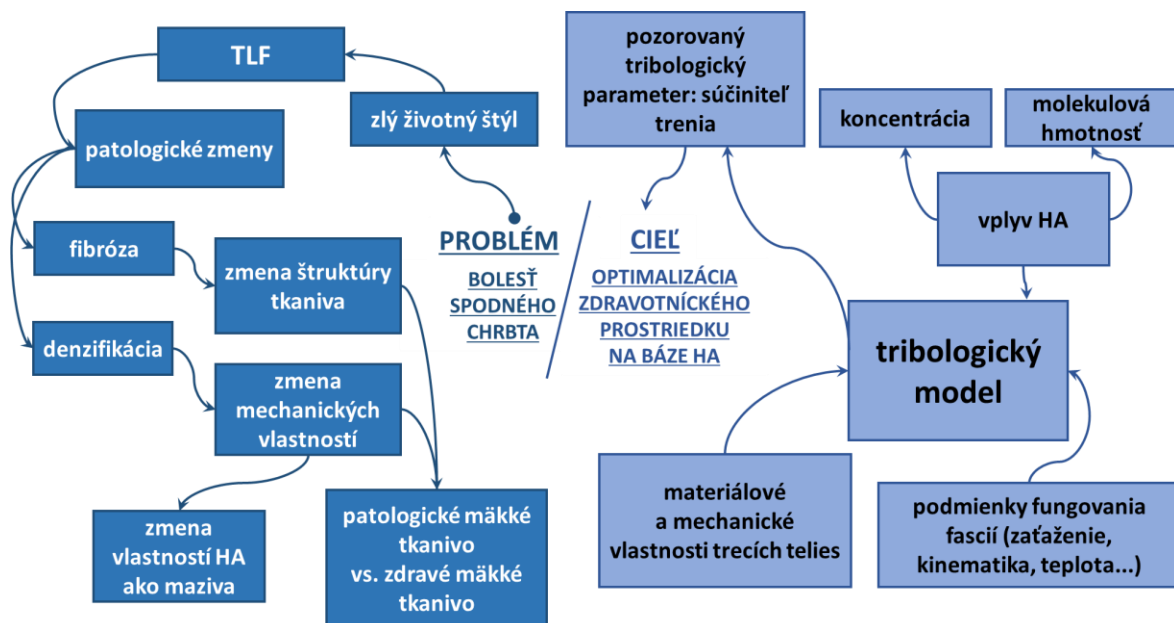 TLF
zlý životný štýl
patologické zmeny
fibróza
zmena štruktúry
tkaniva
denzifikácia
zmena
mechanických
vlastností
zmena
vlastností HA
ako maziva
patologické mäkké
tkanivo
vs. zdravé mäkké
tkanivo
PROBLÉM
BOLESŤ
SPODNÉHO
CHRBTA
CIEĽ
OPTIMALIZÁCIA
ZDRAVOTNÍCKÉHO
PROSTRIEDKU
NA BÁZE HA
pozorovaný
tribologický
parameter: súčiniteľ
trenia
koncentrácia
molekulová
hmotnosť
vplyv HA
tribologický
model
materiálové
a mechanické
vlastnosti trecích telies
podmienky fungovania
fascií (zaťaženie,
kinematika, teplota...)